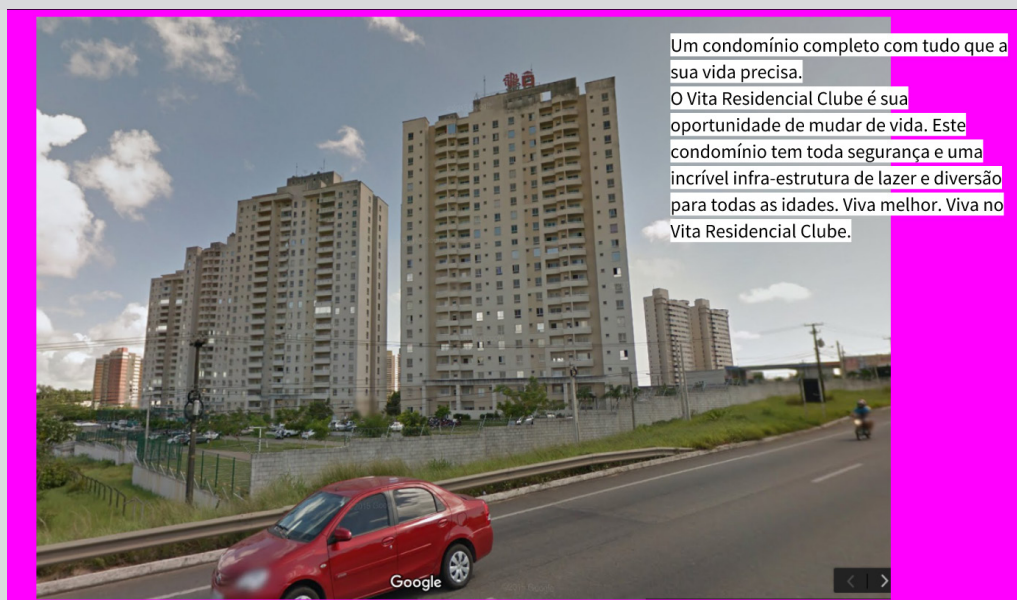 Um condomínio completo com tudo que a
sua vida precisa.
O Vita Residencial Clube é sua
oportunidade de mudar de vida. Este
condomínio tem toda segurança e uma
incrível infra-estrutura de lazer e diversão
para todas as idades. Viva melhor. Viva no
Vita Residencial Clube.
Google